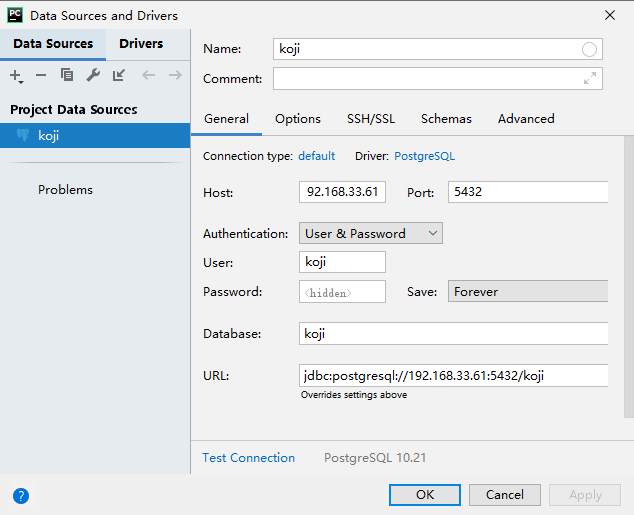 PC Data Sources and Drivers
Data Sources Drivers
Project Data Sources
koji
Problems
Name: koji
Comment:
General Options SSH/SSL Schemas Advanced
Connection type: default Driver: PostgreSQL
Host: 92.168.33.61 Port: 5432
Authentication: User & Password
User: koji
Password: <hidden> Save: Forever
Database: koji
URL: jdbc:postgresql://192.168.33.61:5432/koji
Overrides settings above
Test Connection PostgreSQL 10.21
? OK Cancel Apply